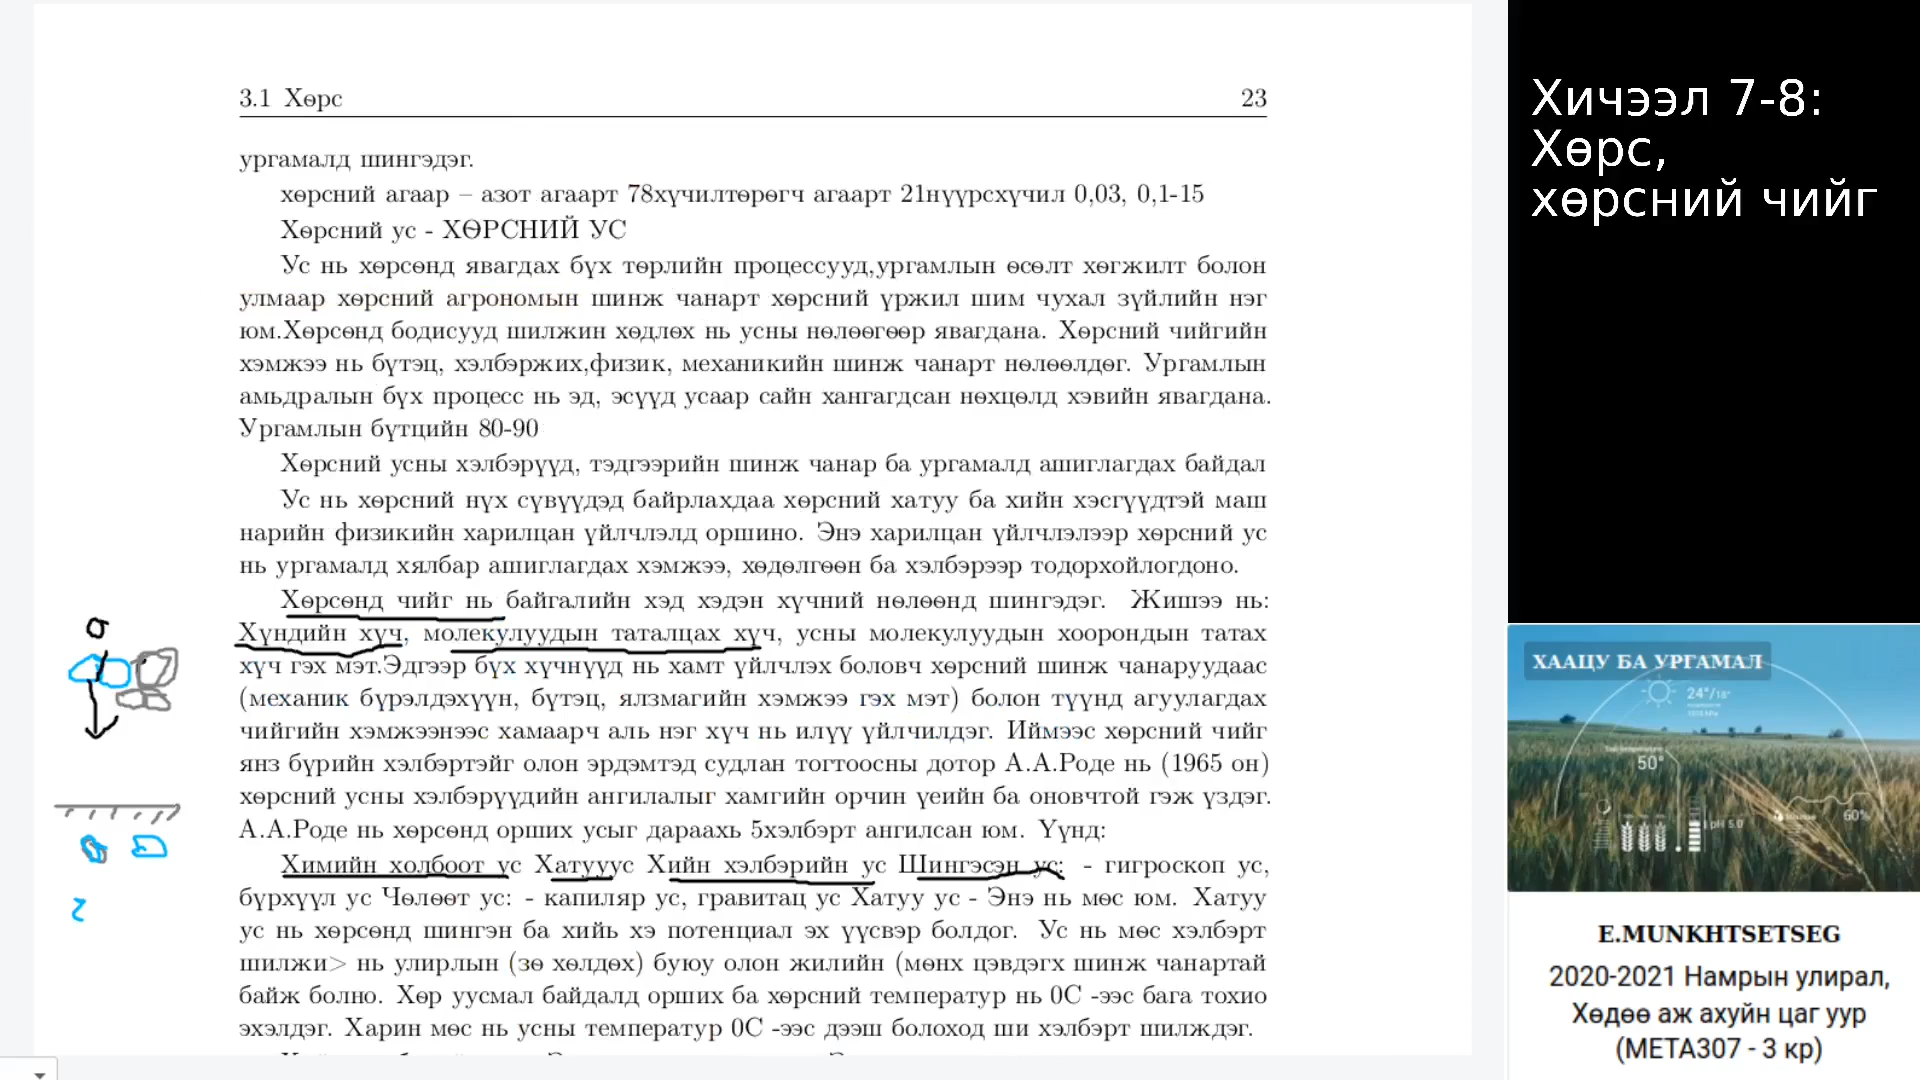 3.1 Хөрс 23
ургамалд шингэдэг.
хөрсний агаар – азот агаарт 78хүчилтөрөгч агаарт 21нүүрсхүчил 0,03, 0,1-15
Хөрсний ус - ХӨРСНИЙ УС
Ус нь хөрсөнд явагдах бүх төрлийн процессууд,ургамлын өсөлт хөгжилт болон
улмаар хөрсний агрономын шинж чанарт хөрсний үржил шим чухал зүйлийн нэг
юм.Хөрсөнд бодисууд шилжин хөдлөх нь усны нөлөөгөөр явагдана. Хөрсний чийгийн
хэмжээ нь бүтэц, хэлбэржих,физик, механикийн шинж чанарт нөлөөлдөг. Ургамлын
амьдралын бүх процесс нь эд, эсүүд усаар сайн хангагдсан нөхцөлд хэвийн явагдана.
Ургамлын бүтцийн 80-90
Хөрсний усны хэлбэрүүд, тэдгээрийн шинж чанар ба ургамалд ашиглагдах байдал
Ус нь хөрсний нүх сүвүүдэд байрлахдаа хөрсний хатуу ба хийн хэсгүүдтэй маш
нарийн физикийн харилцан үйлчлэлд оршино. Энэ харилцан үйлчлэлээр хөрсний ус
нь ургамалд хялбар ашиглагдах хэмжээ, хөдөлгөөн ба хэлбэрээр тодорхойлогдоно.
Хөрсөнд чийг нь байгалийн хэд хэдэн хүчний нөлөөнд шингэдэг. Жишээ нь:
Хүндийн хүч, молекулуудын таталцах хүч, усны молекулуудын хоорондын татах
хүч гэх мэт.Эдгээр бүх хүчнүүд нь хамт үйлчлэх боловч хөрсний шинж чанаруудаас
(механик бүрэлдэхүүн, бүтэц, ялзмагийн хэмжээ гэх мэт) болон түүнд агуулагдах
чийгийн хэмжээнээс хамаарч аль нэг хүч нь илүү үйлчилдэг. Иймээс хөрсний чийг
янз бүрийн хэлбэртэйг олон эрдэмтэд судлан тогтоосны дотор А.А.Роде нь (1965 он)
хөрсний усны хэлбэрүүдийн ангилалыг хамгийн орчин үеийн ба оновчтой гэж үздэг.
А.А.Роде нь хөрсөнд орших усыг дараахь 5хэлбэрт ангилсан юм. Үүнд:
Химийн холбоот ус Хатууус Хийн хэлбэрийн ус Шингэсэн ус: - гигроскоп ус,
бүрхүүл ус Чөлөөт ус: - капиляр ус, гравитац ус Хатуу ус - Энэ нь мөс юм. Хатуу
ус нь хөрсөнд шингэн ба хийь хэ потенциал эх үүсвэр болдог. Ус нь мөс хэлбэрт
шилжи> нь улирлын (зө хөлдөх) буюу олон жилийн (мөнх цэвдэгх шинж чанартай
байж болно. Хөр уусмал байдалд орших ба хөрсний температур нь 0С -ээс бага тохио
эхэлдэг. Харин мөс нь усны температур 0С -ээс дээш болоход ши хэлбэрт шилждэг.
Хичээл 7-8:
Хөрс,
хөрсний чийг
ХААЦУ БА УРГАМАЛ
24°/18°
50°
pH 5.0
60%
E.MUNKHTSETSEG
2020-2021 Намрын улирал,
Хөдөө аж ахуйн цаг уур
(META307 - 3 кр)